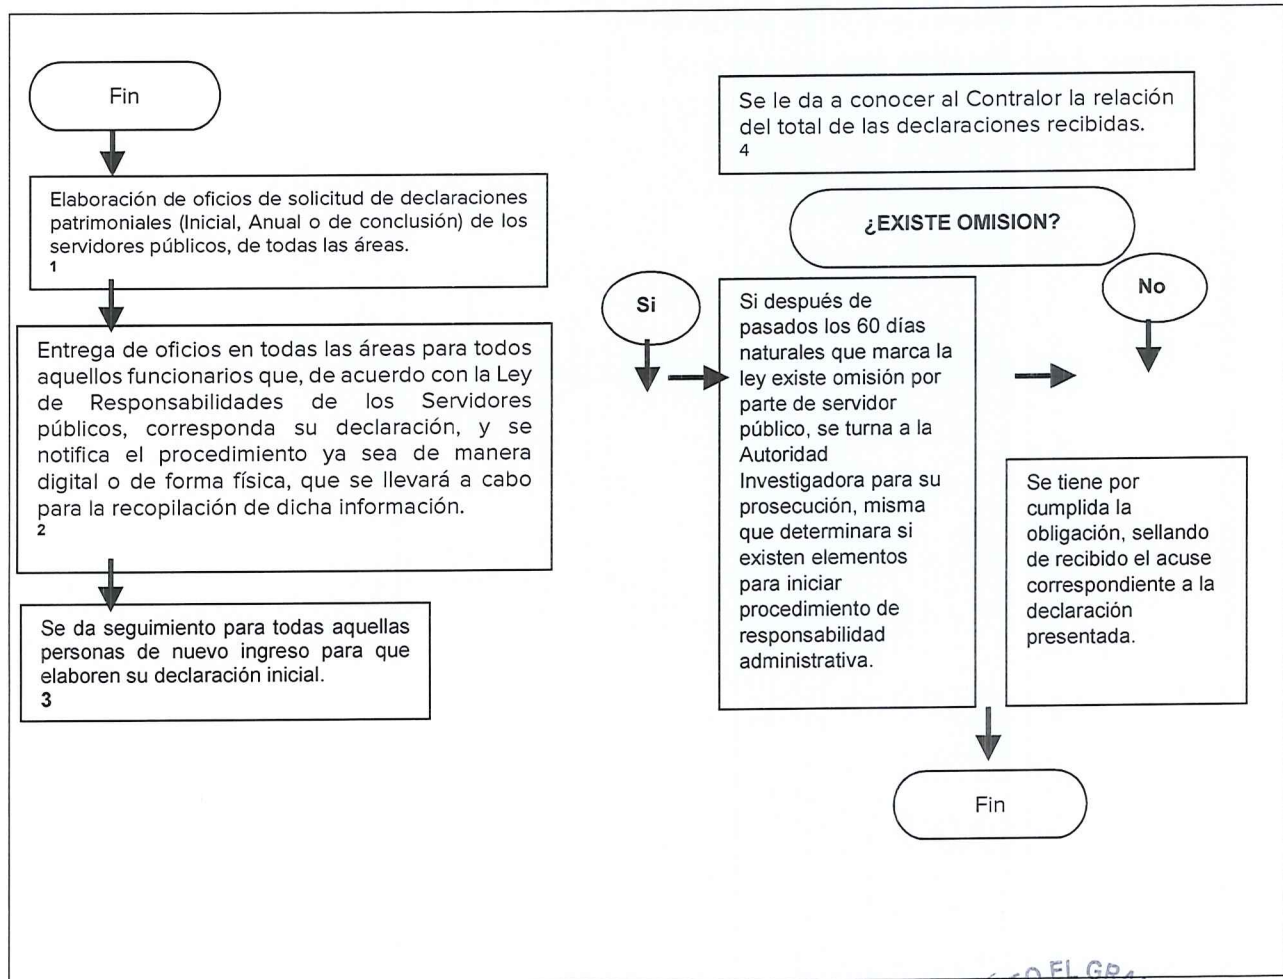 Fin
Elaboración de oficios de solicitud de declaraciones
patrimoniales (Inicial, Anual o de conclusión) de los
servidores públicos, de todas las áreas.
1
Entrega de oficios en todas las áreas para todos
aquellos funcionarios que, de acuerdo con la Ley
de Responsabilidades de los Servidores
públicos, corresponda su declaración, y se
notifica el procedimiento ya sea de manera
digital o de forma física, que se llevará a cabo
para la recopilación de dicha información.
2
Se da seguimiento para todas aquellas
personas de nuevo ingreso para que
elaboren su declaración inicial.
3
Se le da a conocer al Contralor la relación
del total de las declaraciones recibidas.
4
¿EXISTE OMISION?
Si
Si después de
pasados los 60 días
naturales que marca la
ley existe omisión por
parte de servidor
público, se turna a la
Autoridad
Investigadora para su
prosecución, misma
que determinara si
existen elementos
para iniciar
procedimiento de
responsabilidad
administrativa.
No
Se tiene por
cumplida la
obligación, sellando
de recibido el acuse
correspondiente a la
declaración
presentada.
Fin
EL